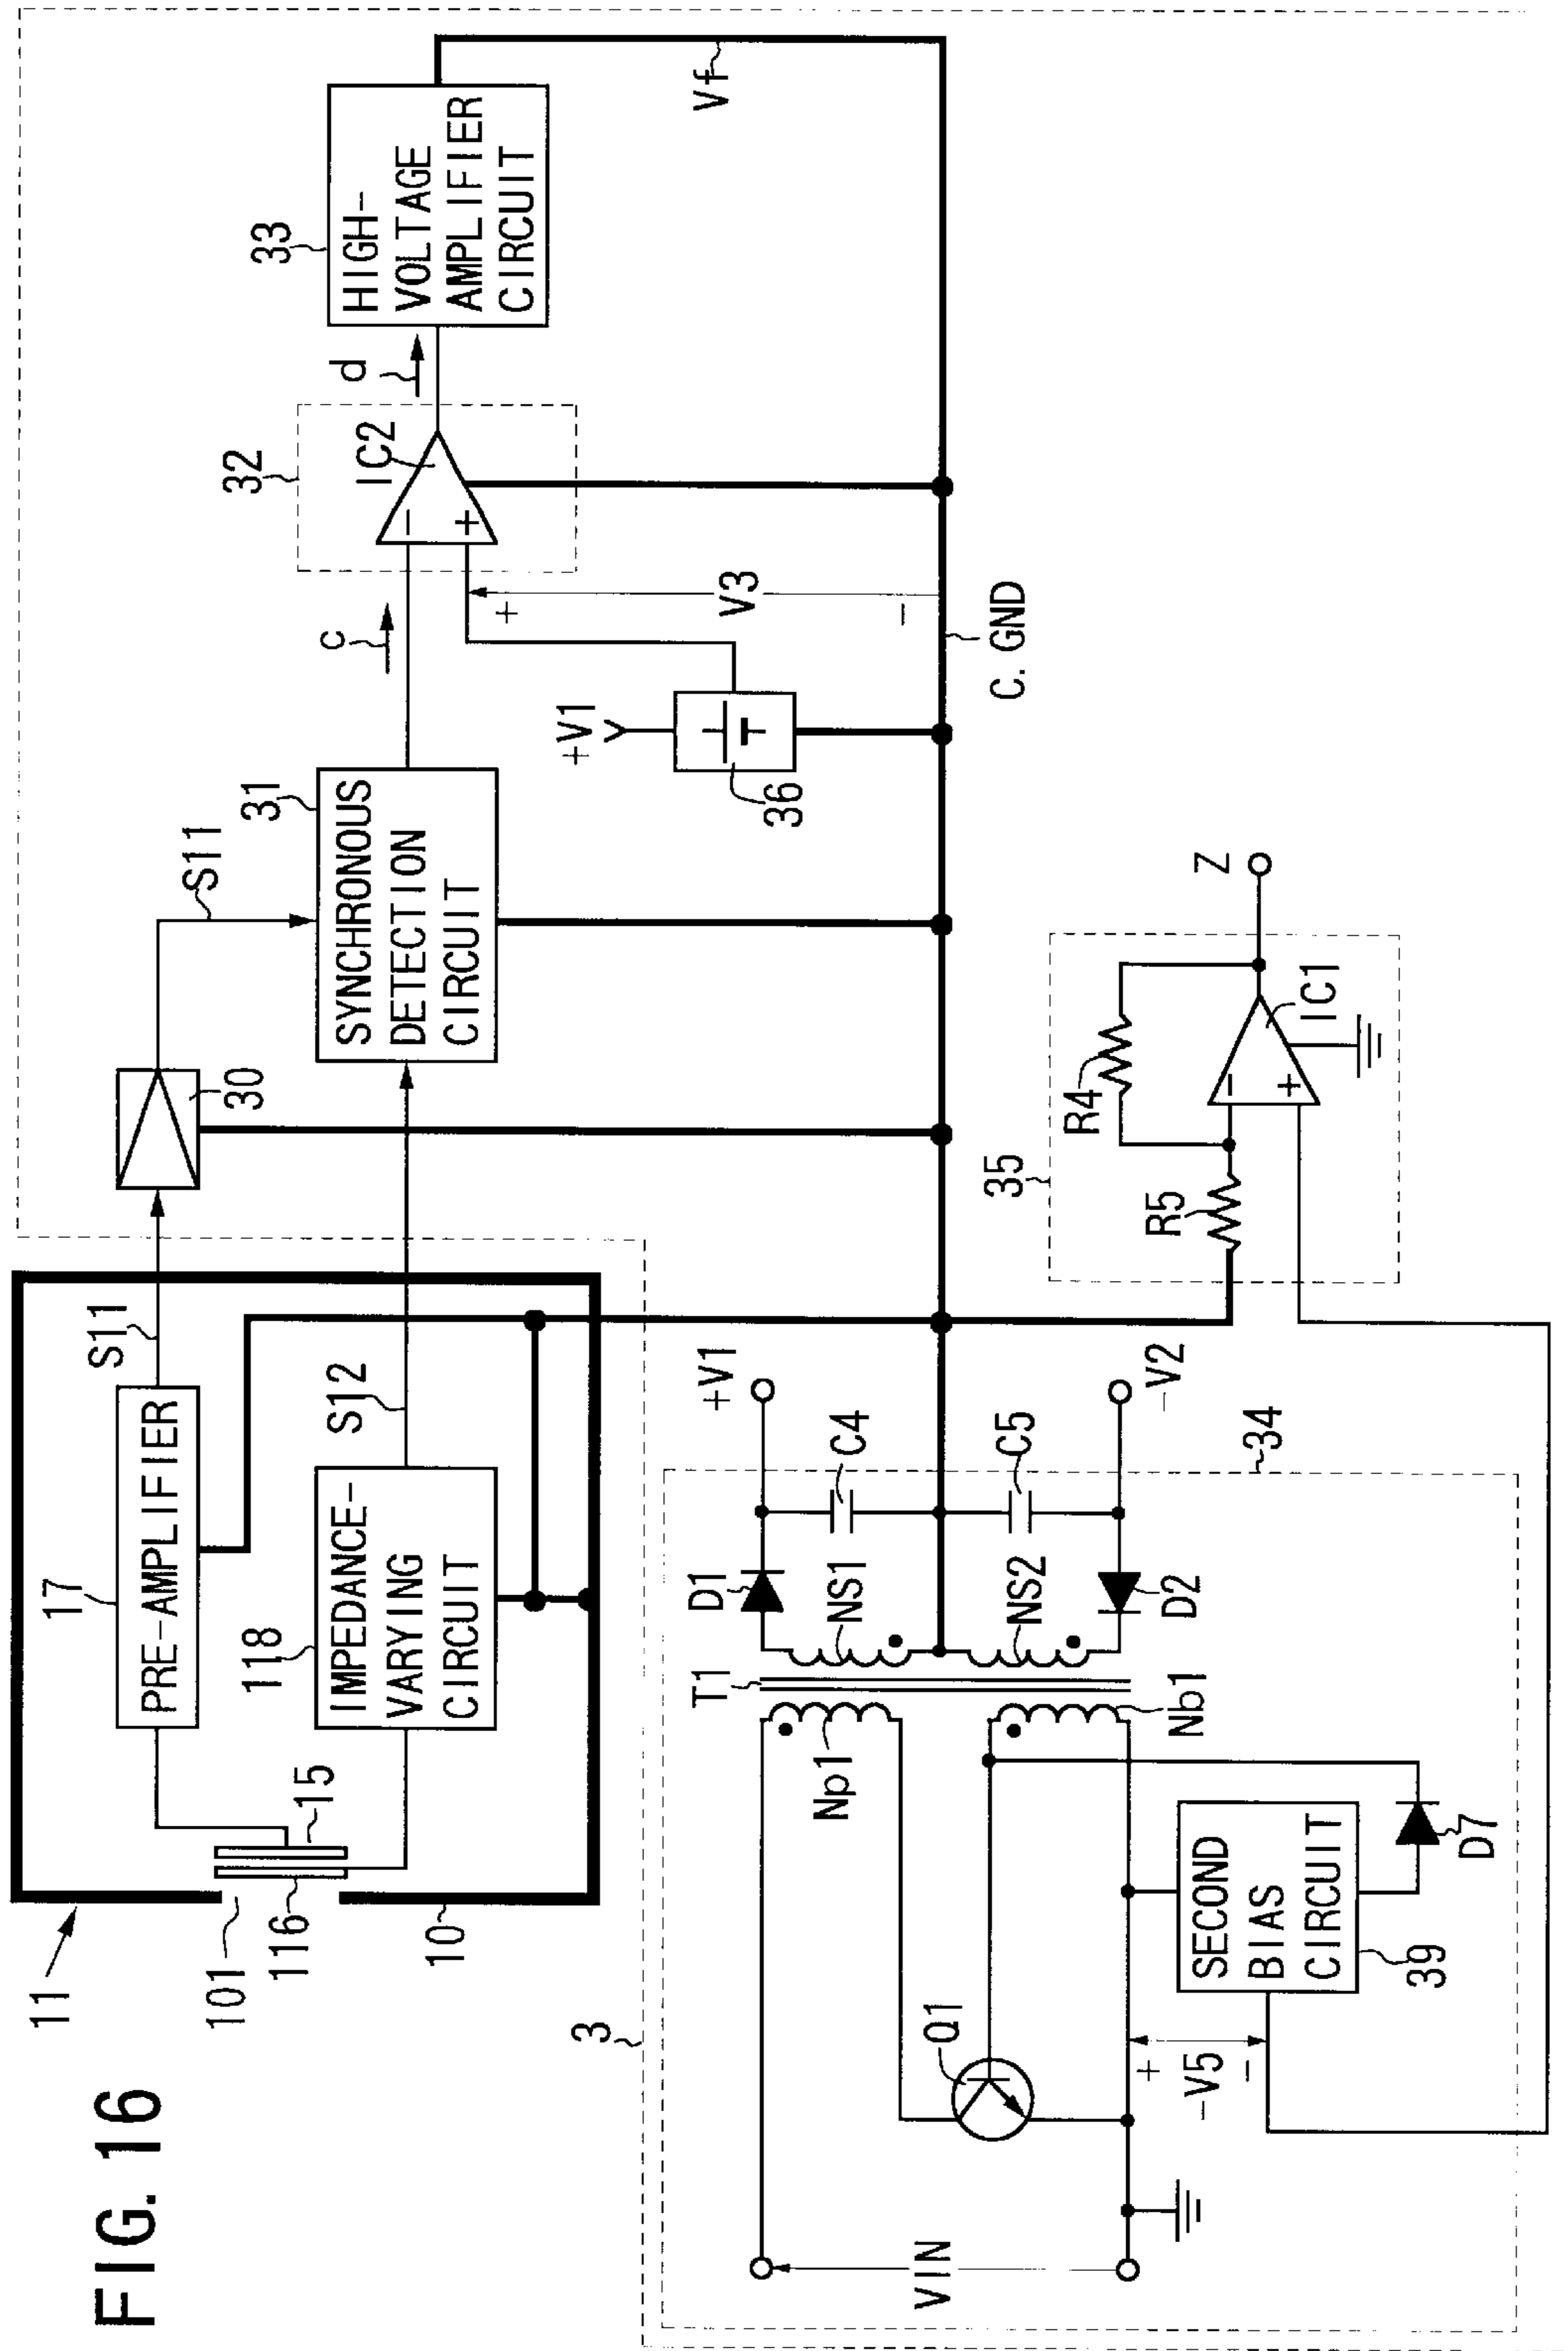 FIG. 16
11
101
116
15
10
17
PRE-AMPLIFIER
S11
118
IMPEDANCE-
VARYING
CIRCUIT
S12
30
S11
31
SYNCHRONOUS
DETECTION
CIRCUIT
c
32
IC2
−
+
d
33
HIGH-
VOLTAGE
AMPLIFIER
CIRCUIT
Vf
+V1
36
+
V3
−
C. GND
3
VIN
Q1
Np1
T1
Nb1
NS1
NS2
D1
D2
C4
C5
+V1
-V2
34
+
-V5
−
SECOND
BIAS
CIRCUIT
39
D7
35
R5
R4
−
+
IC1
Z